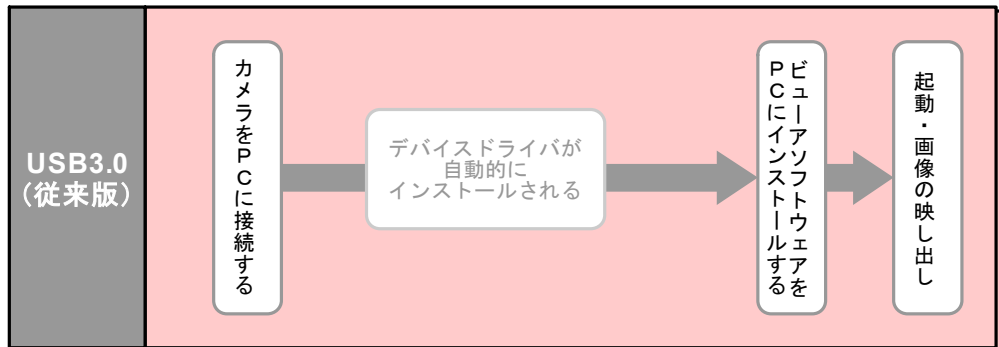 USB3.0
（従来版）
カメラをＰＣに接続する
デバイスドライバが
自動的に
インストールされる
ビューアソフトウェアを
ＰＣにインストールする
起動・画像の映し出し